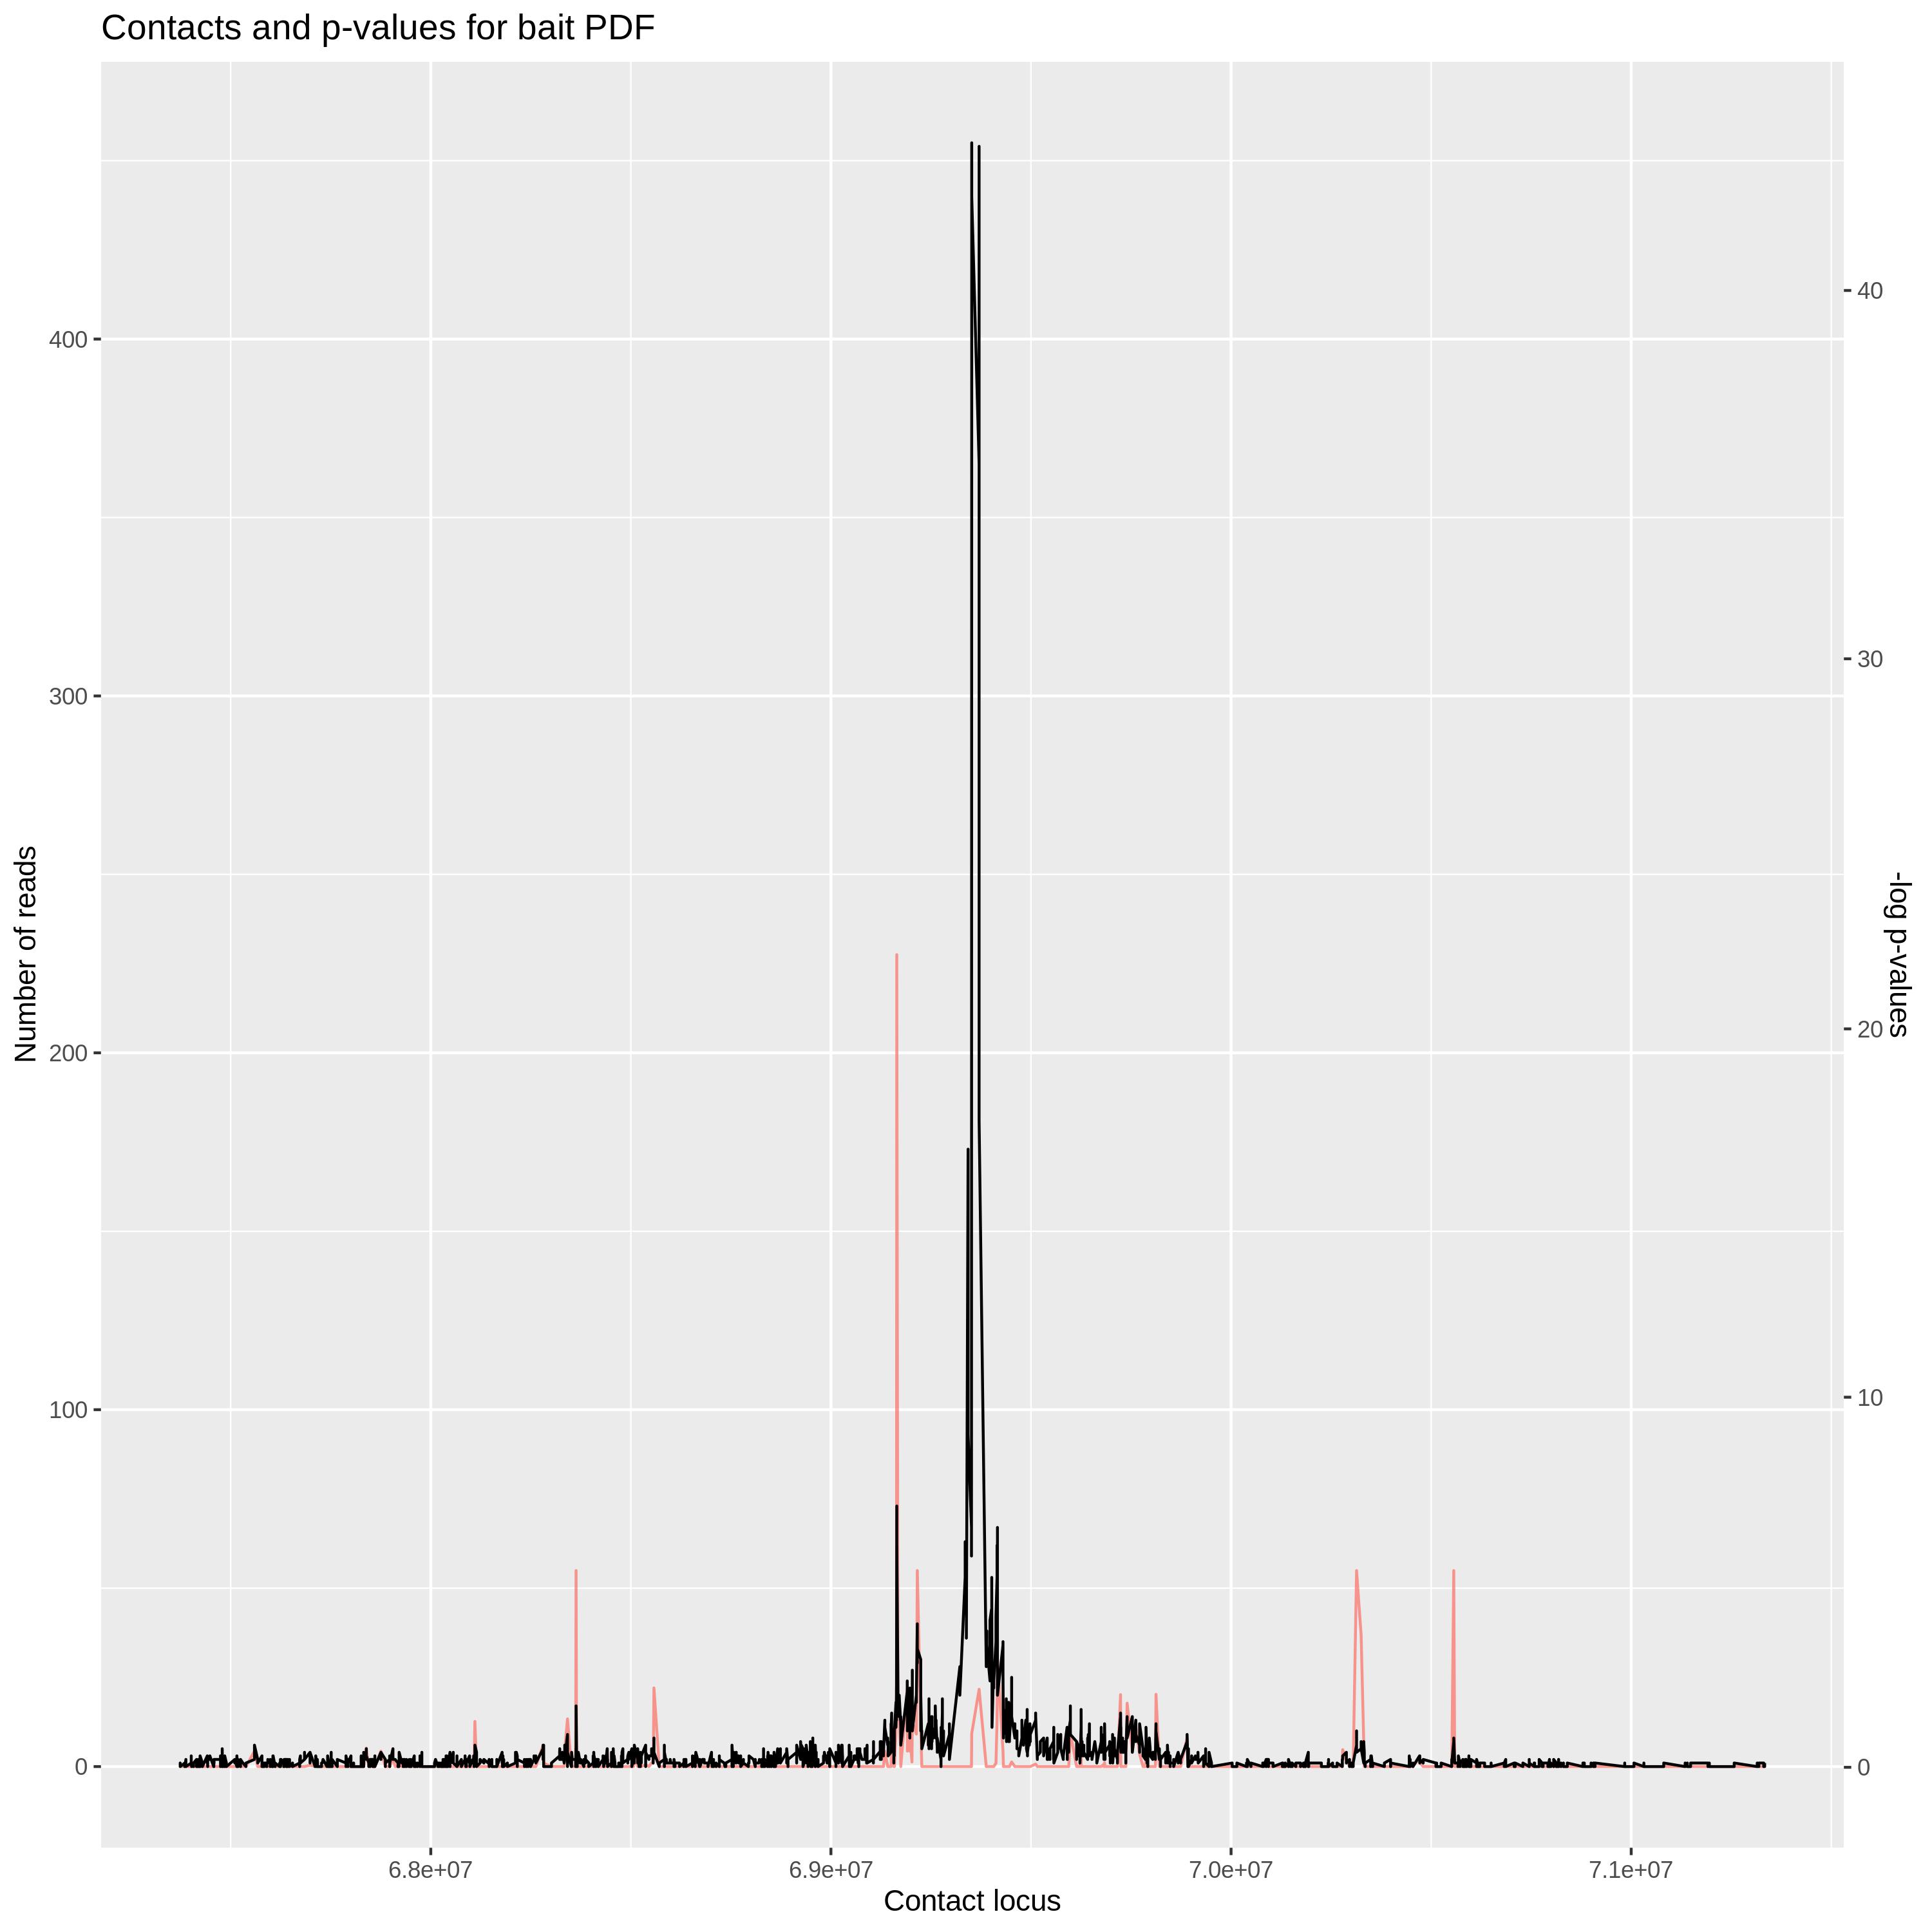 Contacts and p-values for bait PDF
Number of reads
400
300
200
100
0
-log p-values
40
30
20
10
0
6.8e+07
6.9e+07
7.0e+07
7.1e+07
Contact locus